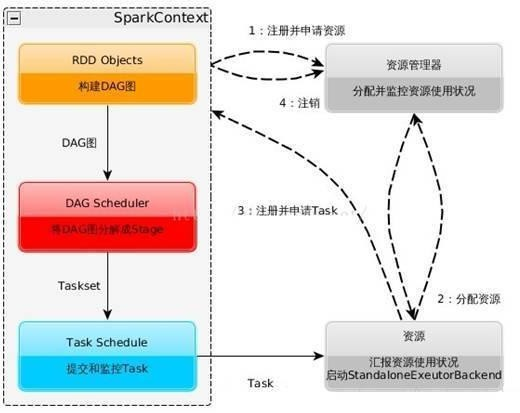 SparkContext
RDD Objects
构建DAG图
DAG图
DAG Scheduler
将DAG图分解成Stage
Taskset
Task Schedule
提交和监控Task
Task
1：注册并申请资源
4：注销
资源管理器
分配并监控资源使用状况
3：注册并申请Task
2：分配资源
资源
汇报资源使用状况
启动StandaloneExeutorBackend